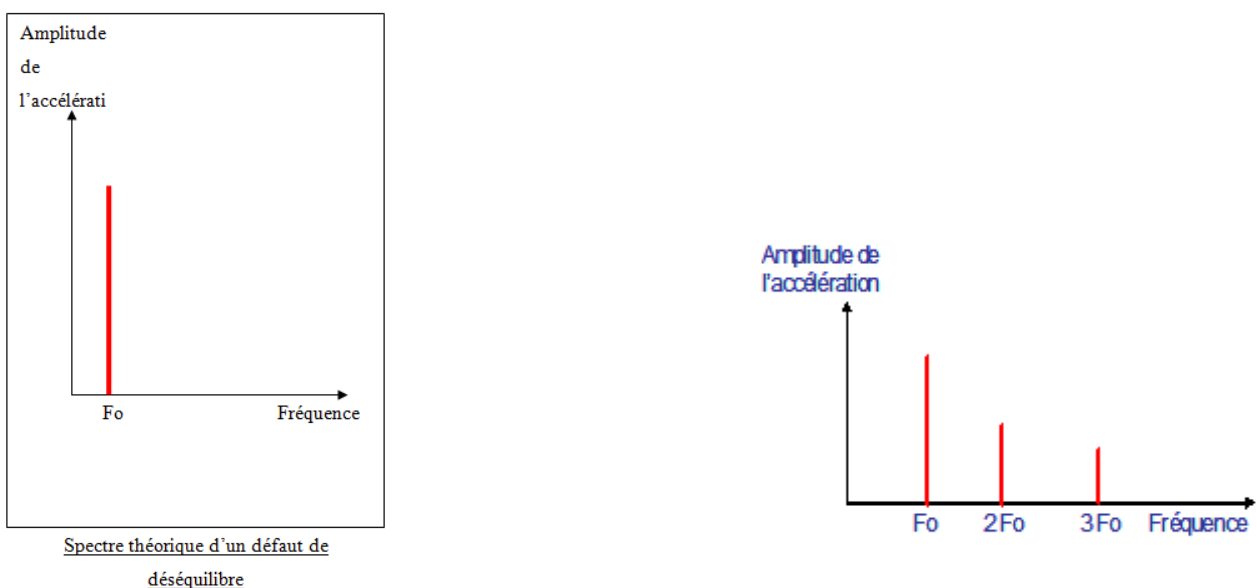 Amplitude
de
l'accélérati
Fo
Fréquence
Spectre théorique d'un défaut de
déséquilibre
Amplitude de
l'accélération
Fo
2Fo
3Fo
Fréquence